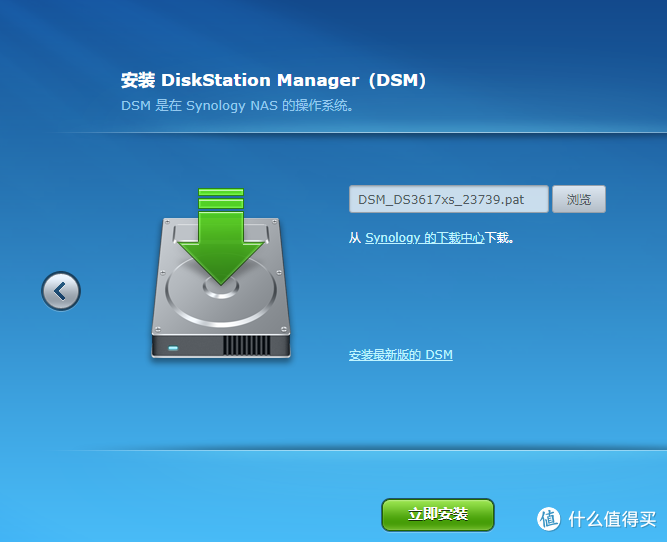 安装 DiskStation Manager（DSM）
DSM 是在 Synology NAS 的操作系统。
DSM_DS3617xs_23739.pat 浏览
从 Synology 的下载中心下载。
安装最新版的 DSM
立即安装
值 什么值得买